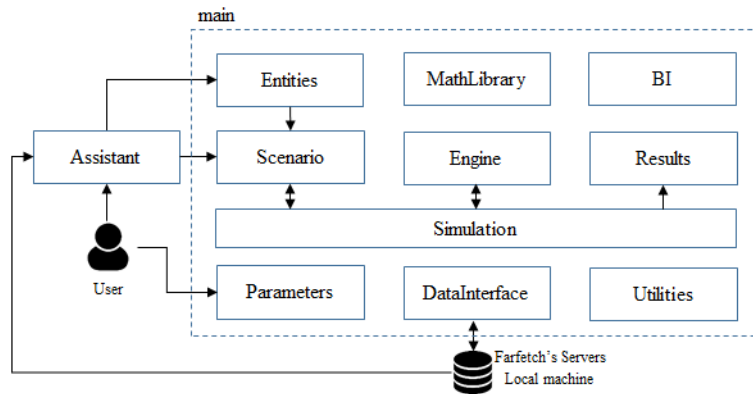 main
Entities
MathLibrary
BI
Assistant
Scenario
Engine
Results
Simulation
User
Parameters
DataInterface
Utilities
Farfetch's Servers
Local machine